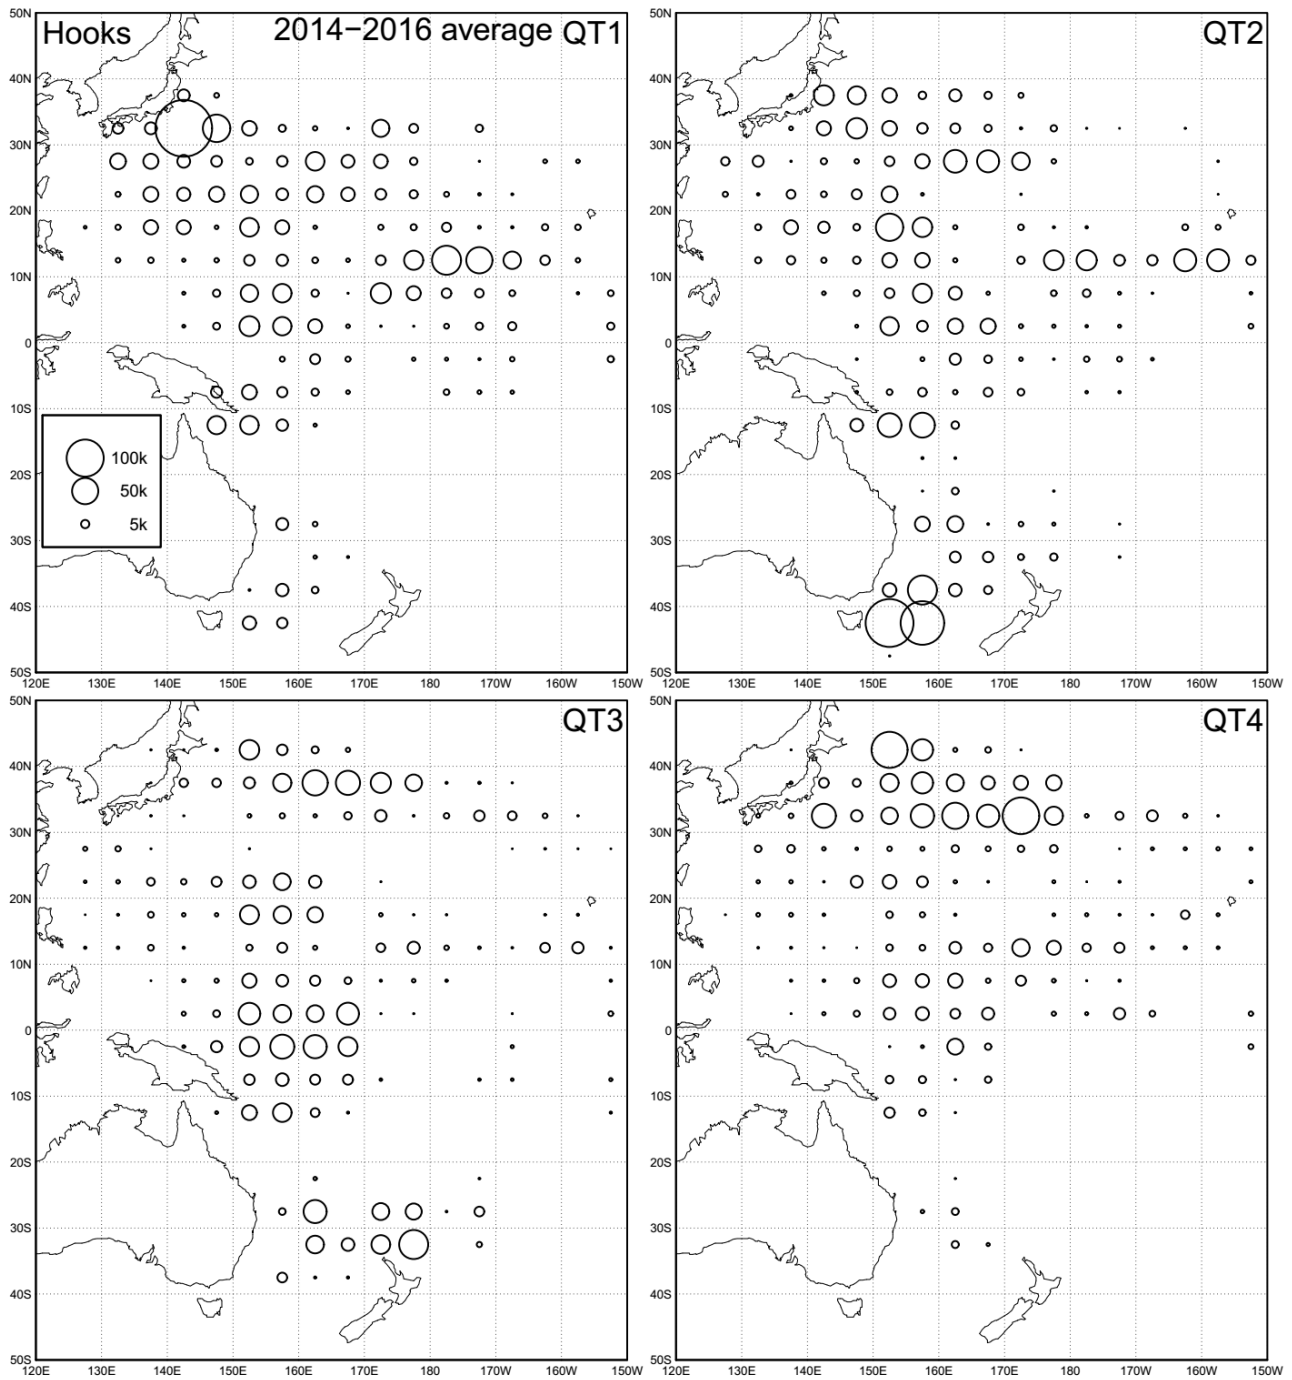 Hooks 2014−2016 average QT1 QT2
50N 50N
40N 40N
30N 30N
20N 20N
10N 10N
0 0
10S 10S
100k
50k
5k
20S 20S
30S 30S
40S 40S
50S 50S
120E 130E 140E 150E 160E 170E 180 170W 160W 150W
120E 130E 140E 150E 160E 170E 180 170W 160W 150W
QT3 QT4
50N 50N
40N 40N
30N 30N
20N 20N
10N 10N
0 0
10S 10S
20S 20S
30S 30S
40S 40S
50S 50S
120E 130E 140E 150E 160E 170E 180 170W 160W 150W
120E 130E 140E 150E 160E 170E 180 170W 160W 150W